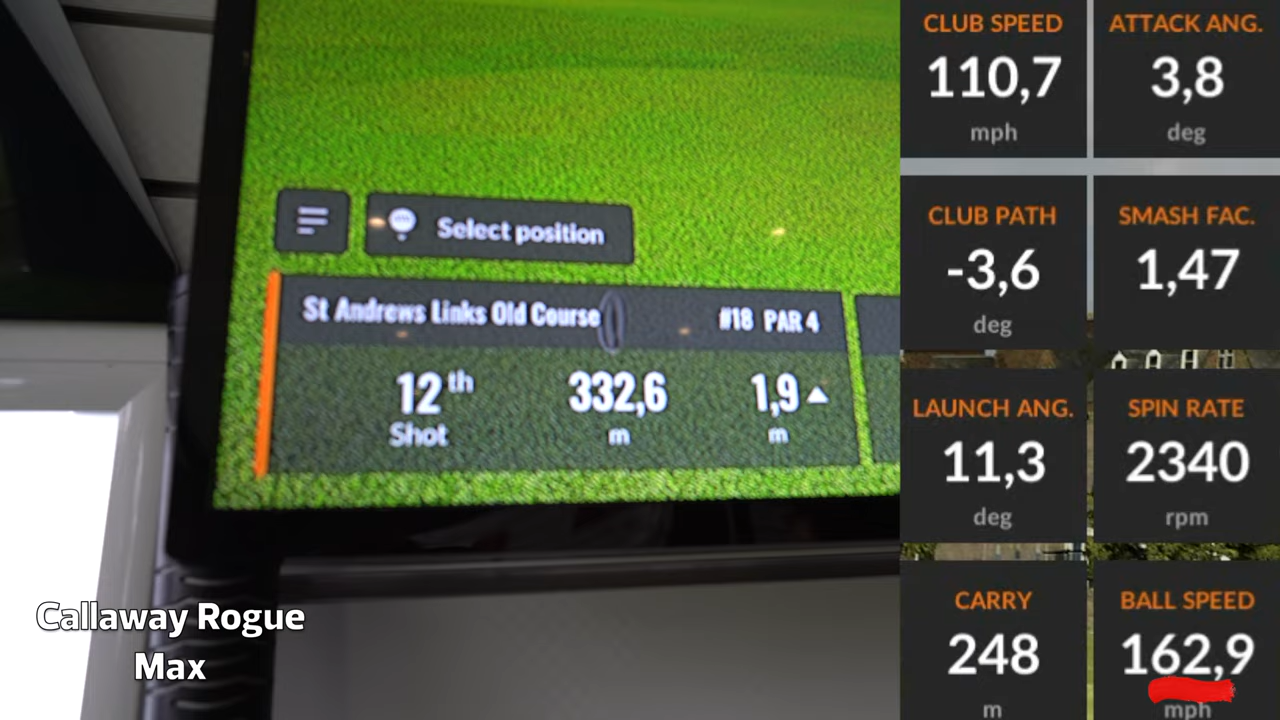 Select position
St Andrews Links Old Course #18 PAR 4
12th 332,6 1,9
Shot m m
Callaway Rogue
Max
CLUB SPEED ATTACK ANG.
110,7 3,8
mph deg
CLUB PATH SMASH FAC.
-3,6 1,47
deg
LAUNCH ANG. SPIN RATE
11,3 2340
deg rpm
CARRY BALL SPEED
248 162,9
m mph